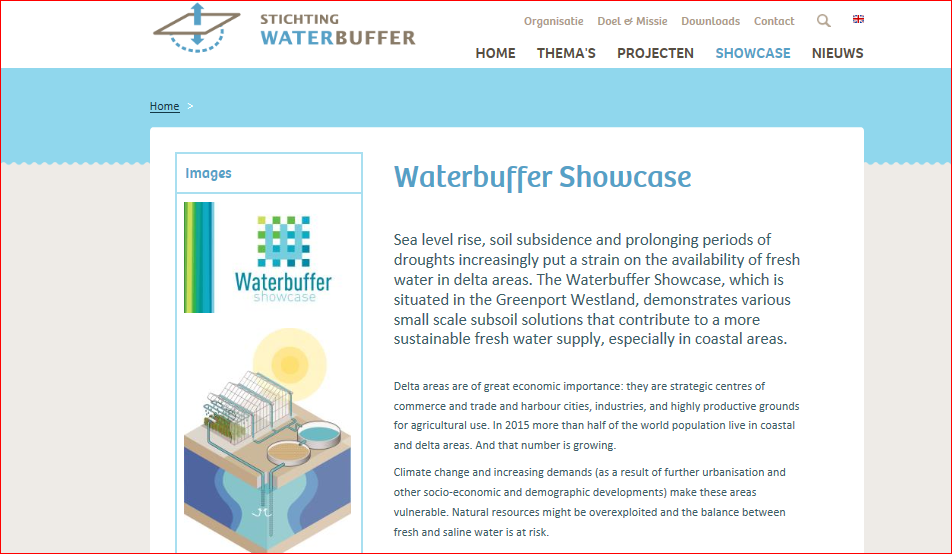 STICHTING
WATERBUFFER
Organisatie Doel & Missie Downloads Contact
HOME THEMA'S PROJECTEN SHOWCASE NIEUWS
Home >
Images
Waterbuffer
showcase
Waterbuffer Showcase
Sea level rise, soil subsidence and prolonging periods of
droughts increasingly put a strain on the availability of fresh
water in delta areas. The Waterbuffer Showcase, which is
situated in the Greenport Westland, demonstrates various
small scale subsoil solutions that contribute to a more
sustainable fresh water supply, especially in coastal areas.
Delta areas are of great economic importance: they are strategic centres of
commerce and trade and harbour cities, industries, and highly productive grounds
for agricultural use. In 2015 more than half of the world population live in coastal
and delta areas. And that number is growing.
Climate change and increasing demands (as a result of further urbanisation and
other socio-economic and demographic developments) make these areas
vulnerable. Natural resources might be overexploited and the balance between
fresh and saline water is at risk.